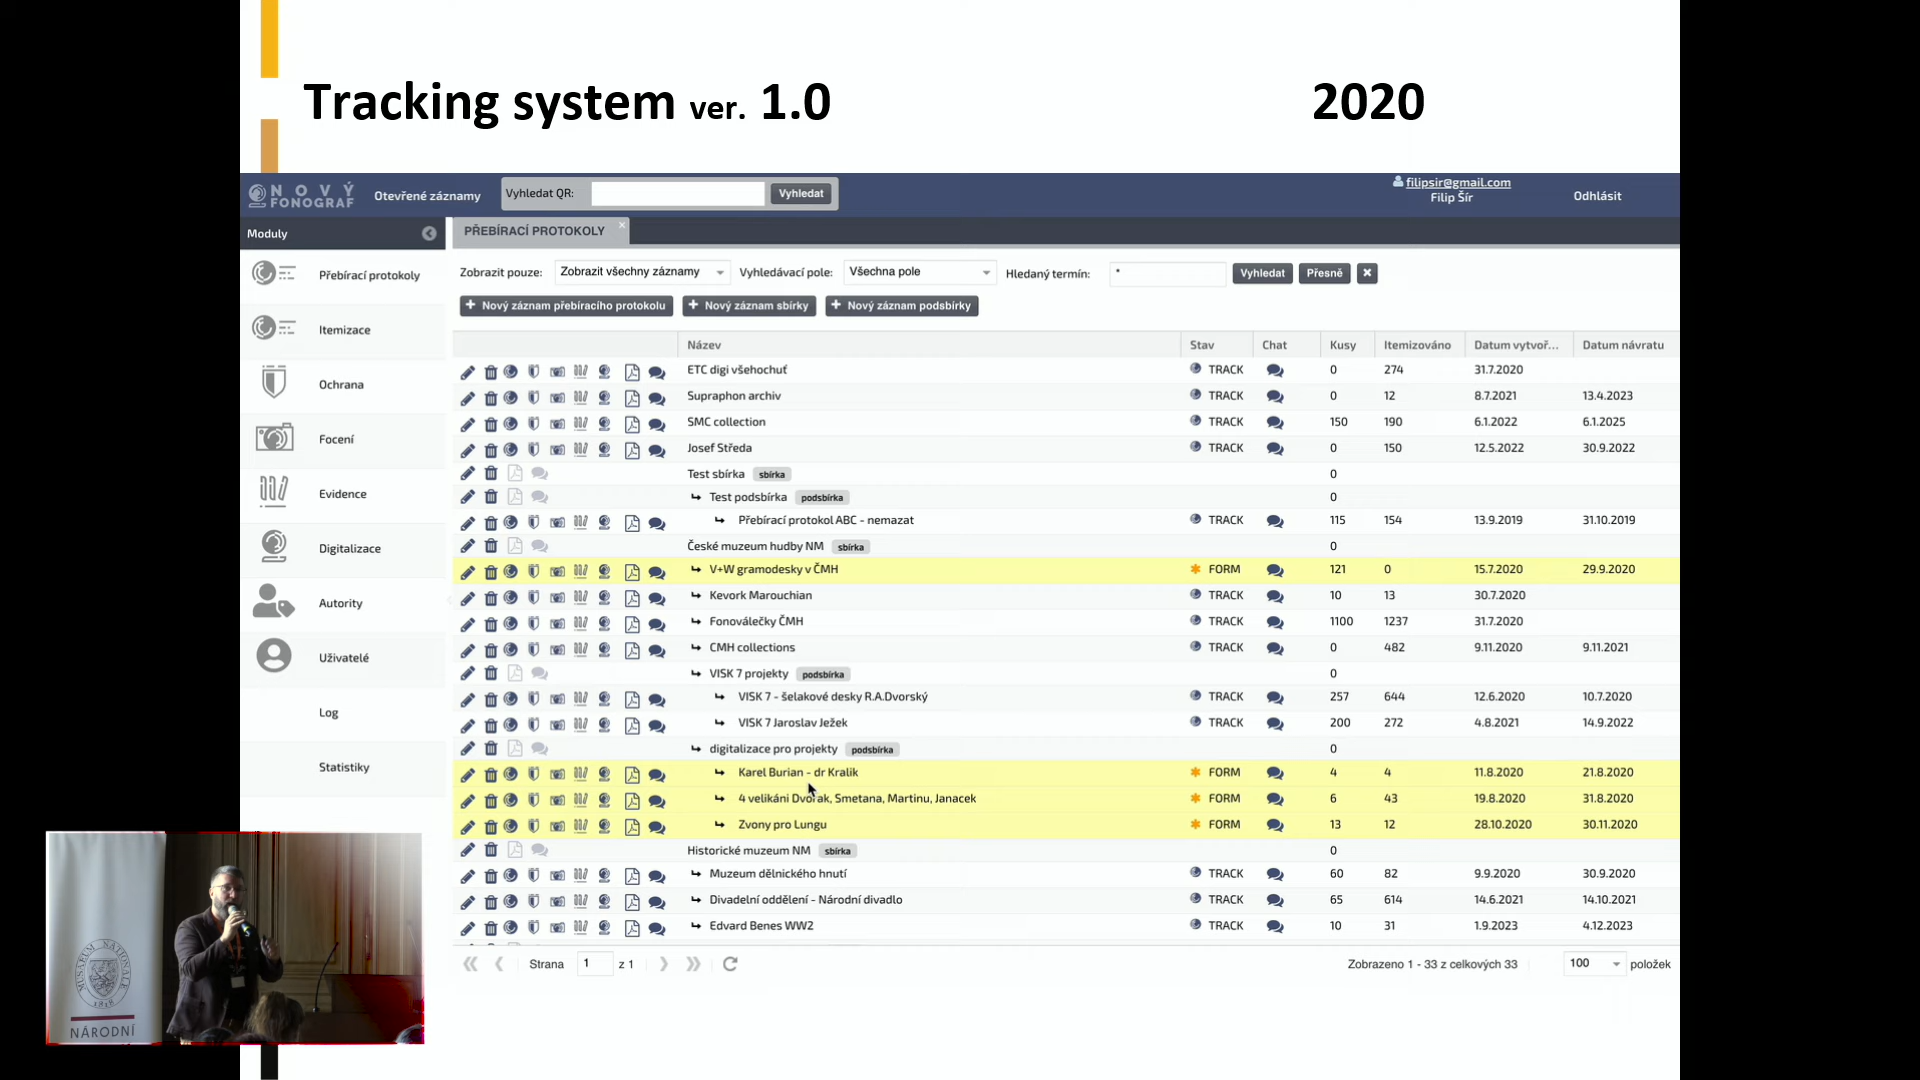 Tracking system ver. 1.0 2020
NOVÝ FONOGRAF
Otevřené záznamy
Vyhledat QR: Vyhledat
filipsir@gmail.com
Filip Šír
Odhlásit
Moduly
PŘEBÍRACÍ PROTOKOLY
Přebírací protokoly
Itemizace
Ochrana
Focení
Evidence
Digitalizace
Autority
Uživatelé
Log
Statistiky
Zobrazit pouze: Zobrazit všechny záznamy Vyhledávací pole: Všechna pole Hledaný termín: * Vyhledat Přesně
+ Nový záznam přebíracího protokolu + Nový záznam sbírky + Nový záznam podsbírky
Název Stav Chat Kusy Itemizováno Datum vytvoř... Datum návratu
ETC digi všehochuť TRACK 0 274 31.7.2020
Supraphon archiv TRACK 0 12 8.7.2021 13.4.2023
SMC collection TRACK 150 190 6.1.2022 6.1.2025
Josef Středa TRACK 0 150 12.5.2022 30.9.2022
Test sbírka sbírka 0
Test podsbírka podsbírka 0
Přebírací protokol ABC - nemazat TRACK 115 154 13.9.2019 31.10.2019
České muzeum hudby NM sbírka 0
V+W gramodesky v ČMH FORM 121 0 15.7.2020 29.9.2020
Kevork Marouchian TRACK 10 13 30.7.2020
Fonoválečky ČMH TRACK 1100 1237 31.7.2020
CMH collections TRACK 0 482 9.11.2020 9.11.2021
VISK 7 projekty podsbírka 0
VISK 7 - šelakové desky R.A.Dvorský TRACK 257 644 12.6.2020 10.7.2020
VISK 7 Jaroslav Ježek TRACK 200 272 4.8.2021 14.9.2022
digitalizace pro projekty podsbírka 0
Karel Burian - dr Kralik FORM 4 4 11.8.2020 21.8.2020
4 velikáni Dvořak, Smetana, Martinu, Janacek FORM 6 43 19.8.2020 31.8.2020
Zvony pro Lungu FORM 13 12 28.10.2020 30.11.2020
Historické muzeum NM sbírka 0
Muzeum dělnického hnutí TRACK 60 82 9.9.2020 30.9.2020
Divadelní oddělení - Národní divadlo TRACK 65 614 14.6.2021 14.10.2021
Edvard Benes WW2 TRACK 10 31 1.9.2023 4.12.2023
Strana 1 z 1 Zobrazeno 1 - 33 z celkových 33 100 položek
MUSEUM NATIONALE
1818
NÁRODNÍ